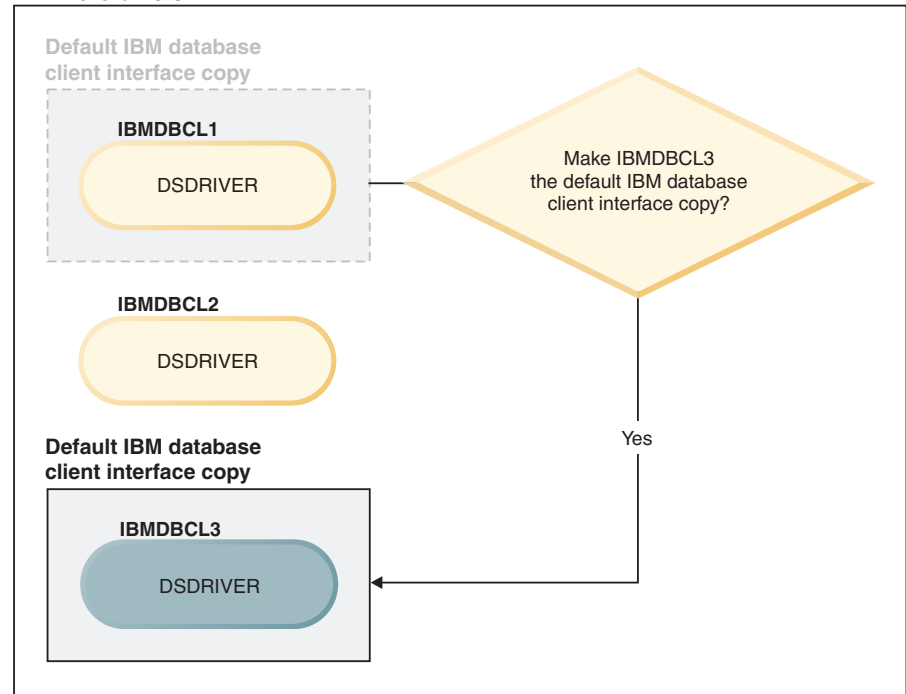 Default IBM database
client interface copy
IBMDBCL1
DSDRIVER
Make IBMDBCL3
the default IBM database
client interface copy?
IBMDBCL2
DSDRIVER
Yes
Default IBM database
client interface copy
IBMDBCL3
DSDRIVER